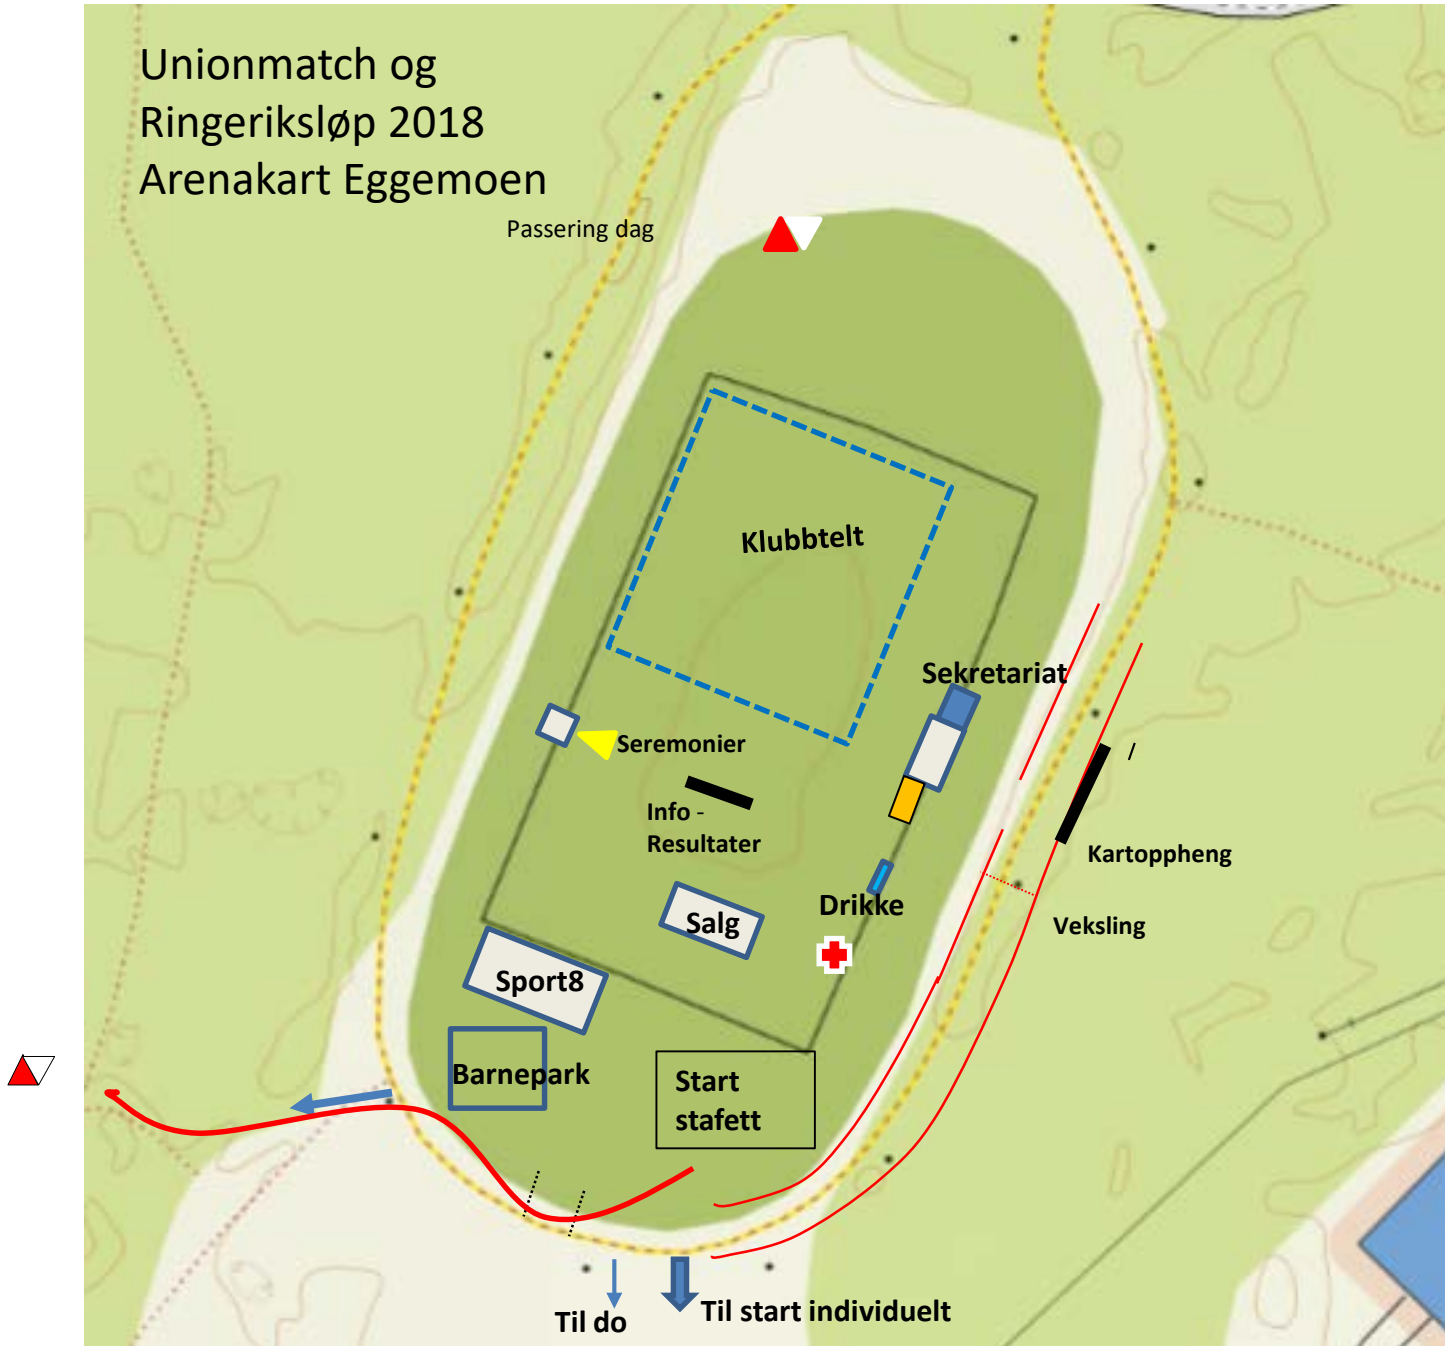 Unionmatch og
Ringeriksløp 2018
Arenakart Eggemoen
Passering dag
Klubbtelt
Sekretariat
Seremonier
/
Info -
Resultater
Kartoppheng
Drikke
Salg
Veksling
Sport8
Barnepark
Start
stafett
Til start individuelt
Til do